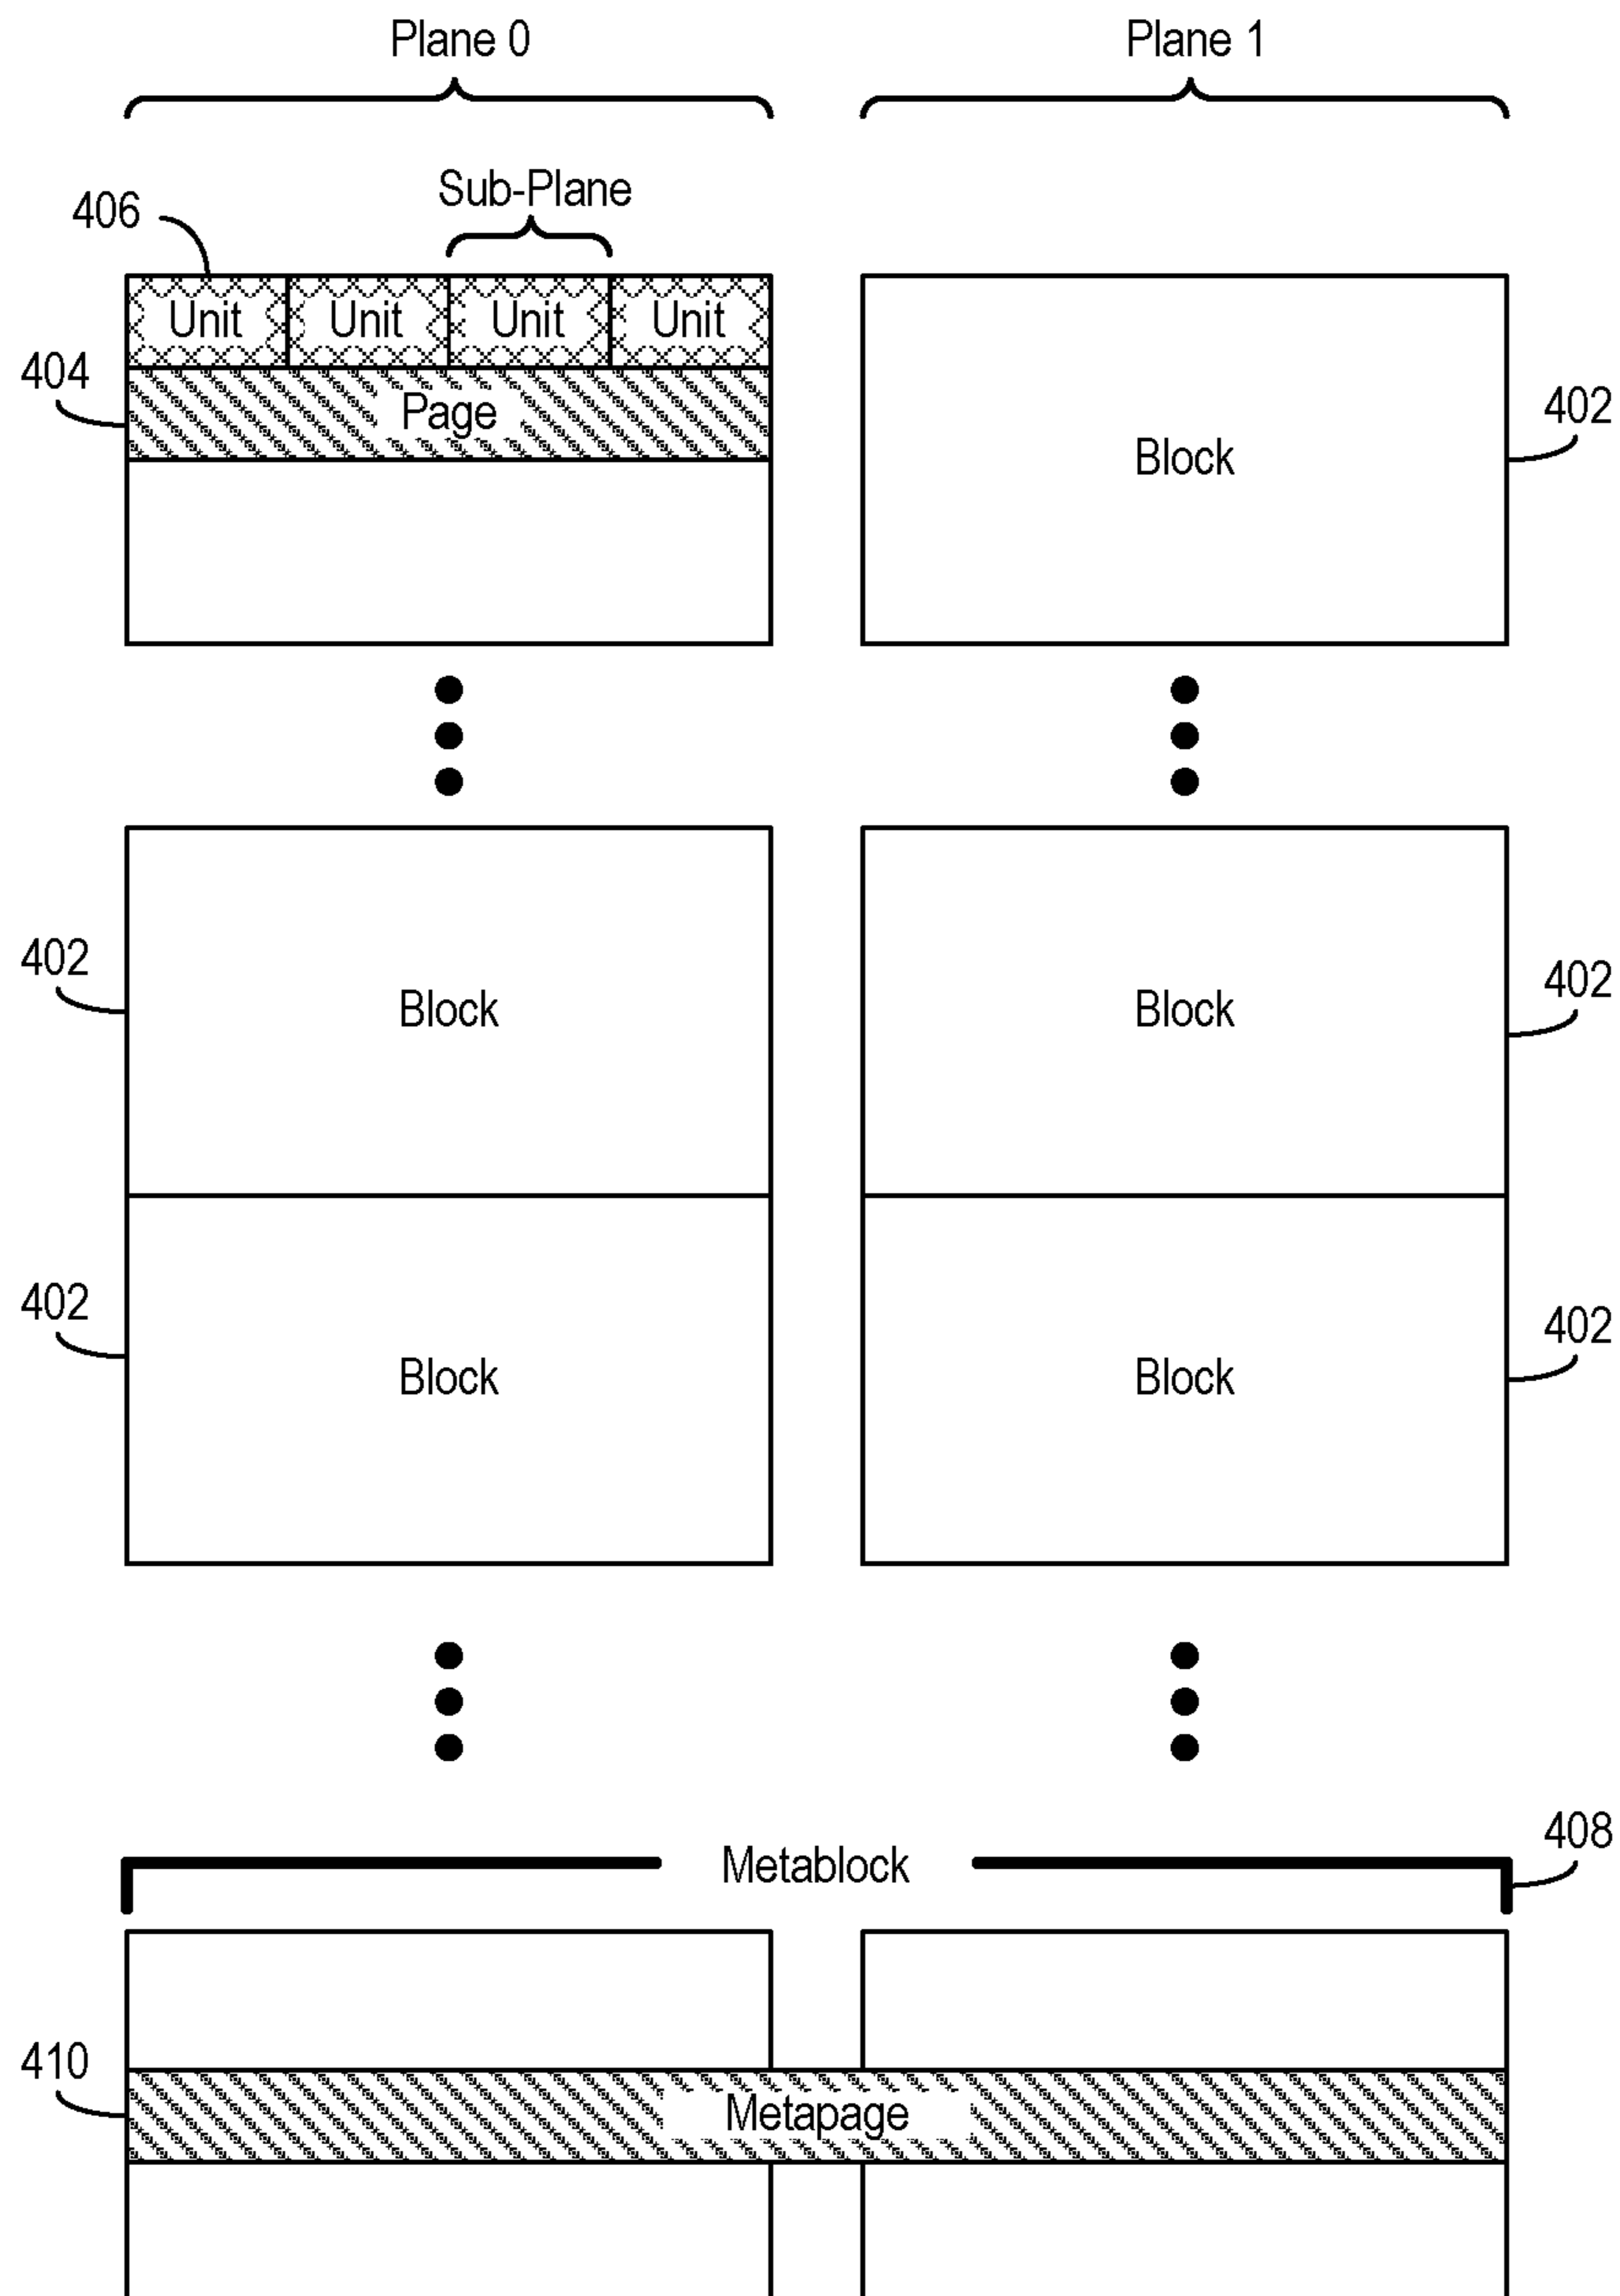 Plane 0 Plane 1
Sub-Plane
406
Unit Unit Unit Unit
404
Page
402
Block
402 402
Block Block
402 402
Block Block
408
Metablock
410
Metapage